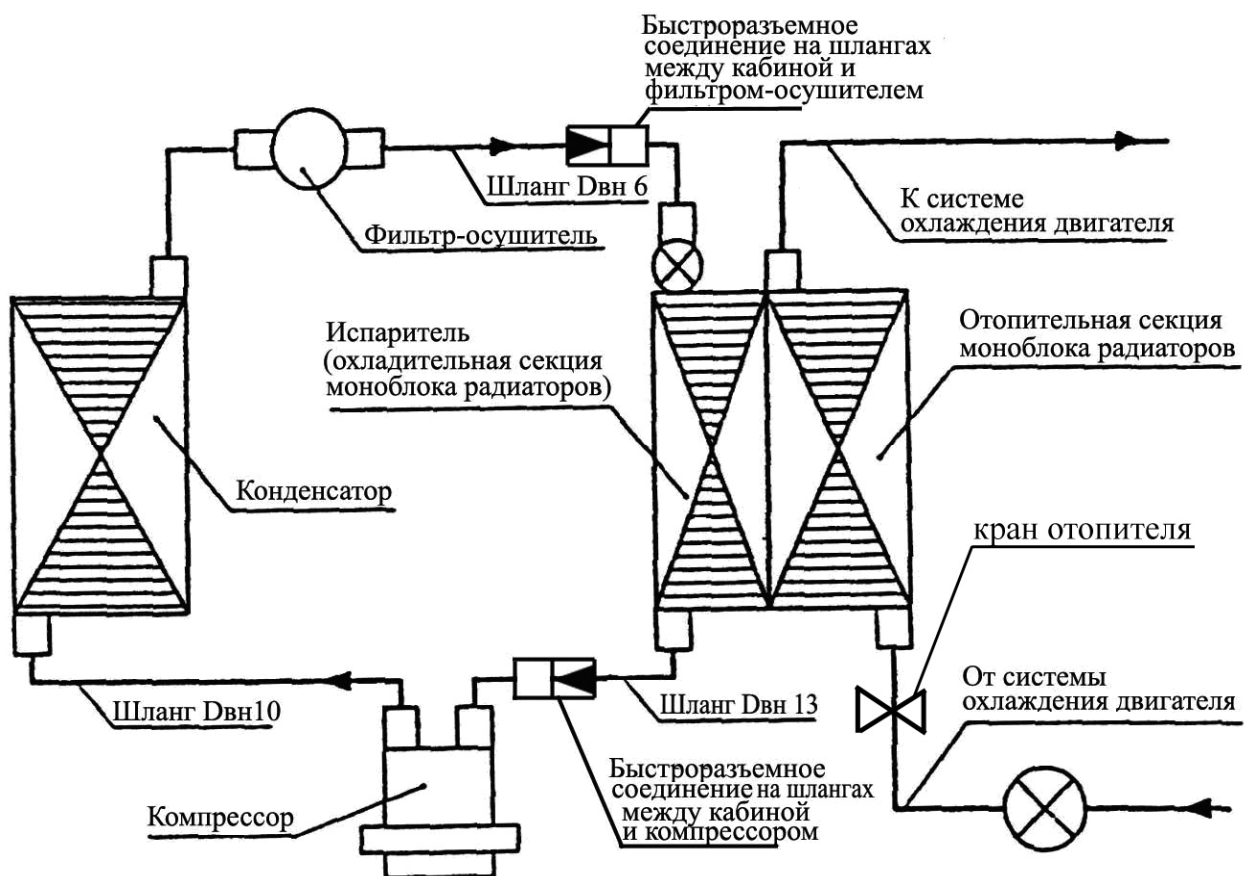 Быстроразъемное
соединение на шлангах
между кабиной и
фильтром-осушителем
Шланг Dвн 6
Фильтр-осушитель
К системе
охлаждения двигателя
Испаритель
(охладительная секция
моноблока радиаторов)
Отопительная секция
моноблока радиаторов
Конденсатор
кран отопителя
Шланг Dвн10
Шланг Dвн 13
От системы
охлаждения двигателя
Компрессор
Быстроразъемное
соединение на шлангах
между кабиной
и компрессором